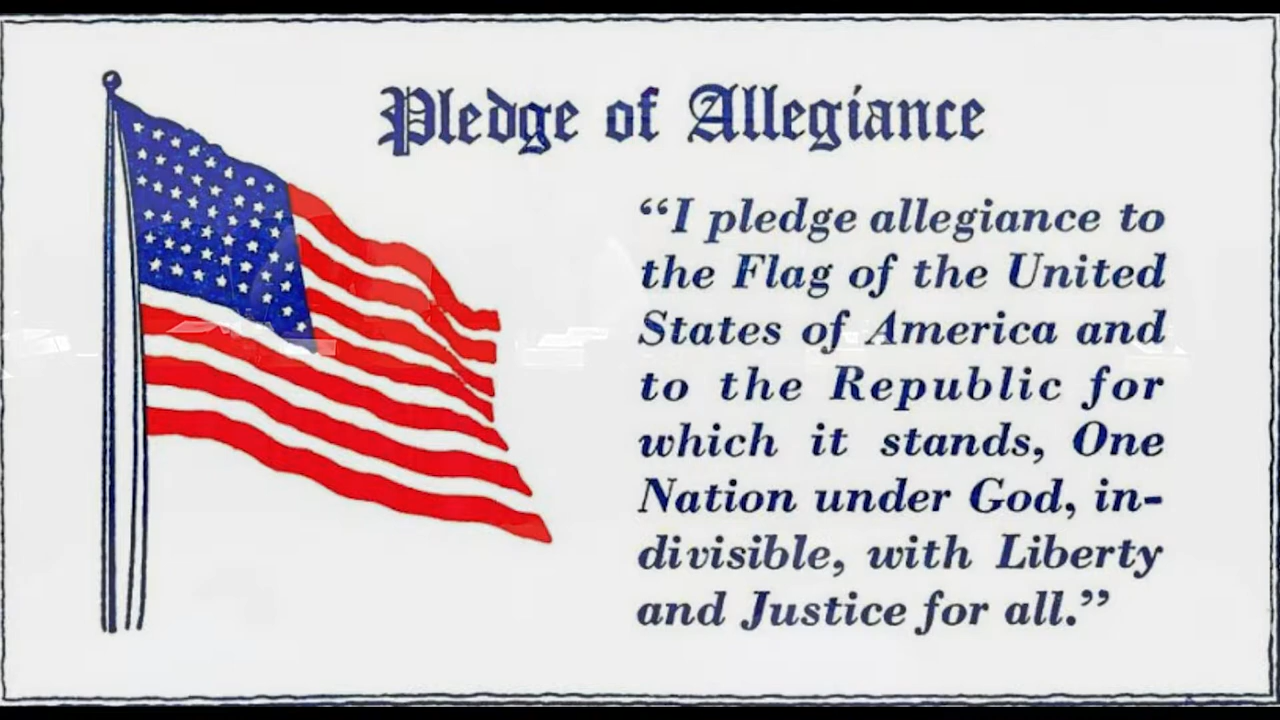 Pledge of Allegiance
“I pledge allegiance to
the Flag of the United
States of America and
to the Republic for
which it stands, One
Nation under God, in-
divisible, with Liberty
and Justice for all.”